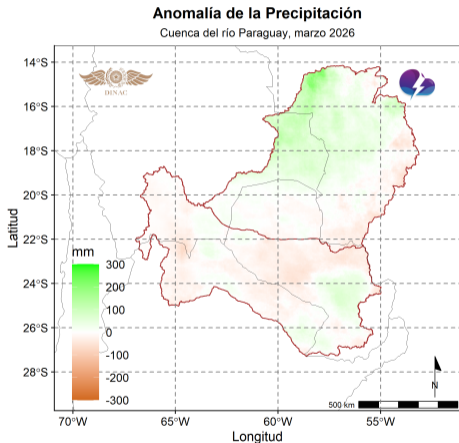 Anomalía de la Precipitación
Cuenca del río Paraguay, marzo 2026
14°S
16°S
18°S
20°S
22°S
24°S
26°S
28°S
Latitud
DINAC
mm
300
200
100
0
-100
-200
-300
N
500 km
70°W
65°W
60°W
55°W
Longitud